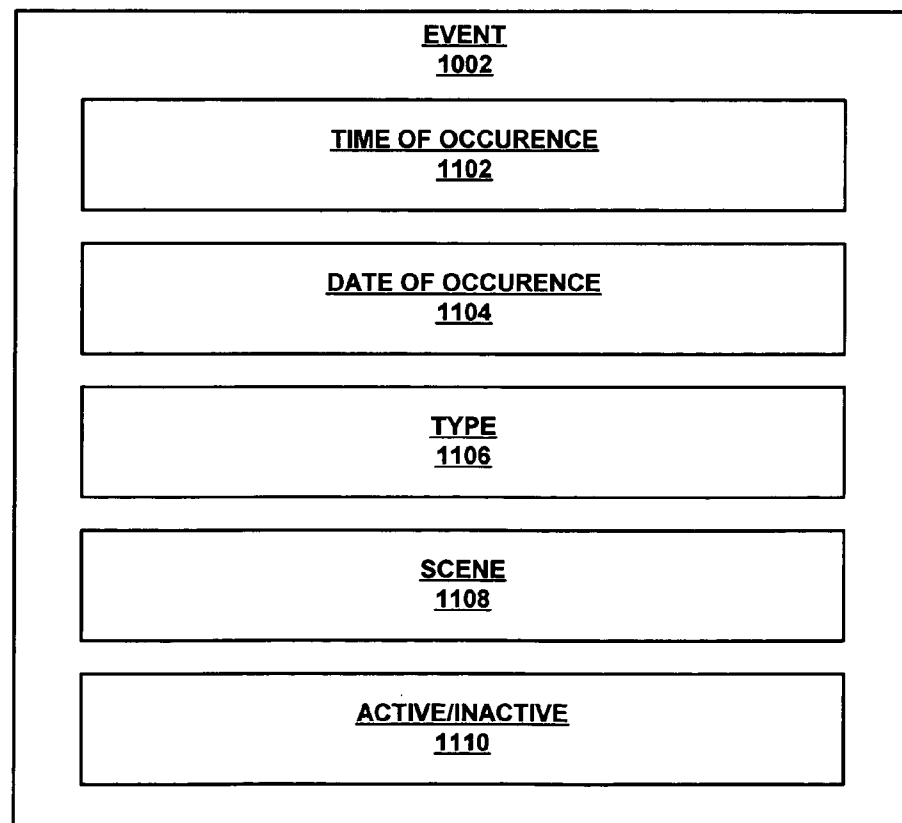 EVENT
1002
TIME OF OCCURENCE
1102
DATE OF OCCURENCE
1104
TYPE
1106
SCENE
1108
ACTIVE/INACTIVE
1110